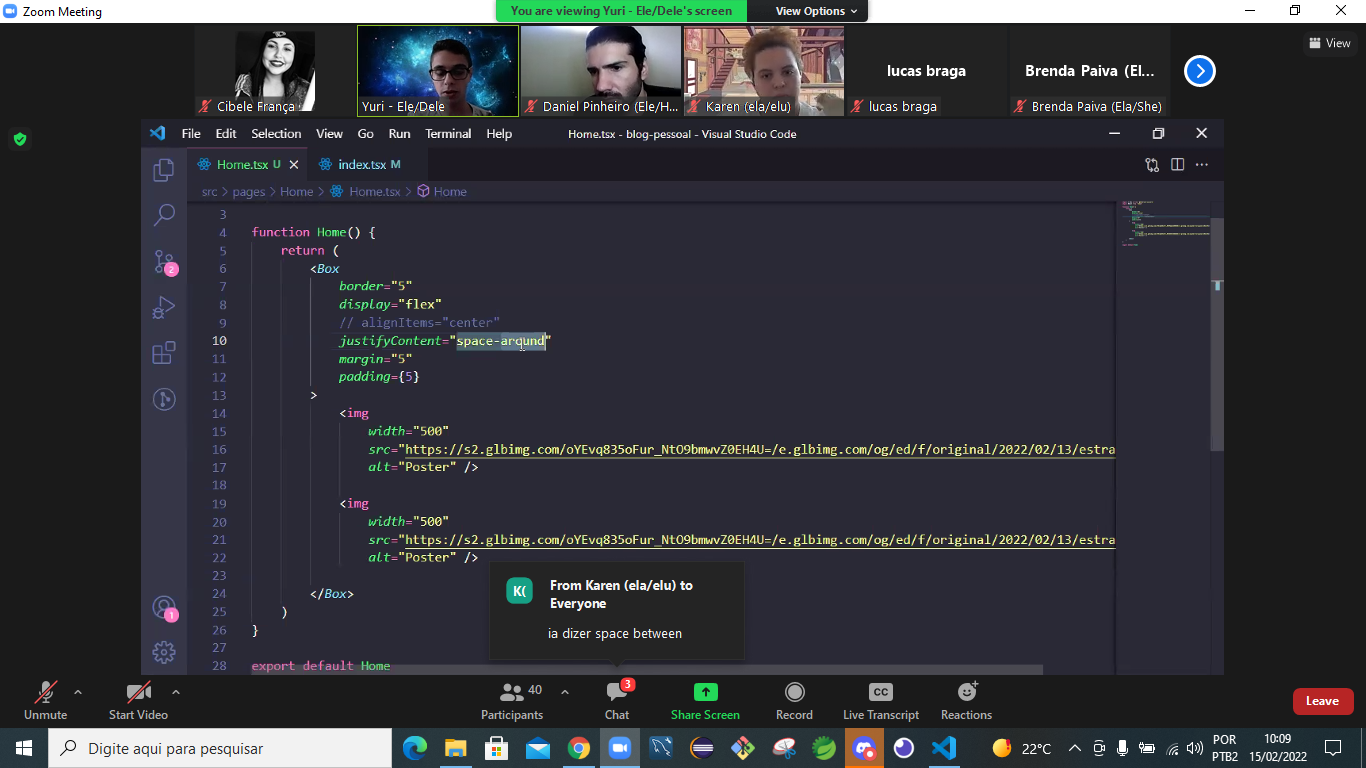 Zoom Meeting
You are viewing Yuri - Ele/Dele's screen
View Options
View
Cibele França
Yuri - Ele/Dele
Daniel Pinheiro (Ele/H...
Karen (ela/elu)
lucas braga
lucas braga
Brenda Paiva (El...
Brenda Paiva (Ela/She)
File Edit Selection View Go Run Terminal Help
Home.tsx - blog-pessoal - Visual Studio Code
Home.tsx U
index.tsx M
src > pages > Home > Home.tsx > Home
3
4 function Home() {
5 return (
6 <Box
7 border="5"
8 display="flex"
9 // alignItems="center"
10 justifyContent="space-around"
11 margin="5"
12 padding={5}
13 >
14 <img
15 width="500"
16 src="https://s2.glbimg.com/oYEvq835oFur_NtO9bmwvZ0EH4U=/e.glbimg.com/og/ed/f/original/2022/02/13/estra
17 alt="Poster" />
18
19 <img
20 width="500"
21 src="https://s2.glbimg.com/oYEvq835oFur_NtO9bmwvZ0EH4U=/e.glbimg.com/og/ed/f/original/2022/02/13/estra
22 alt="Poster" />
23
24 </Box>
25 )
26 }
27
28 export default Home
2
1
K(
From Karen (ela/elu) to
Everyone
ia dizer space between
Unmute
Start Video
40
Participants
3
Chat
Share Screen
Record
CC
Live Transcript
Reactions
Leave
Digite aqui para pesquisar
22°C
POR
PTB2
10:09
15/02/2022